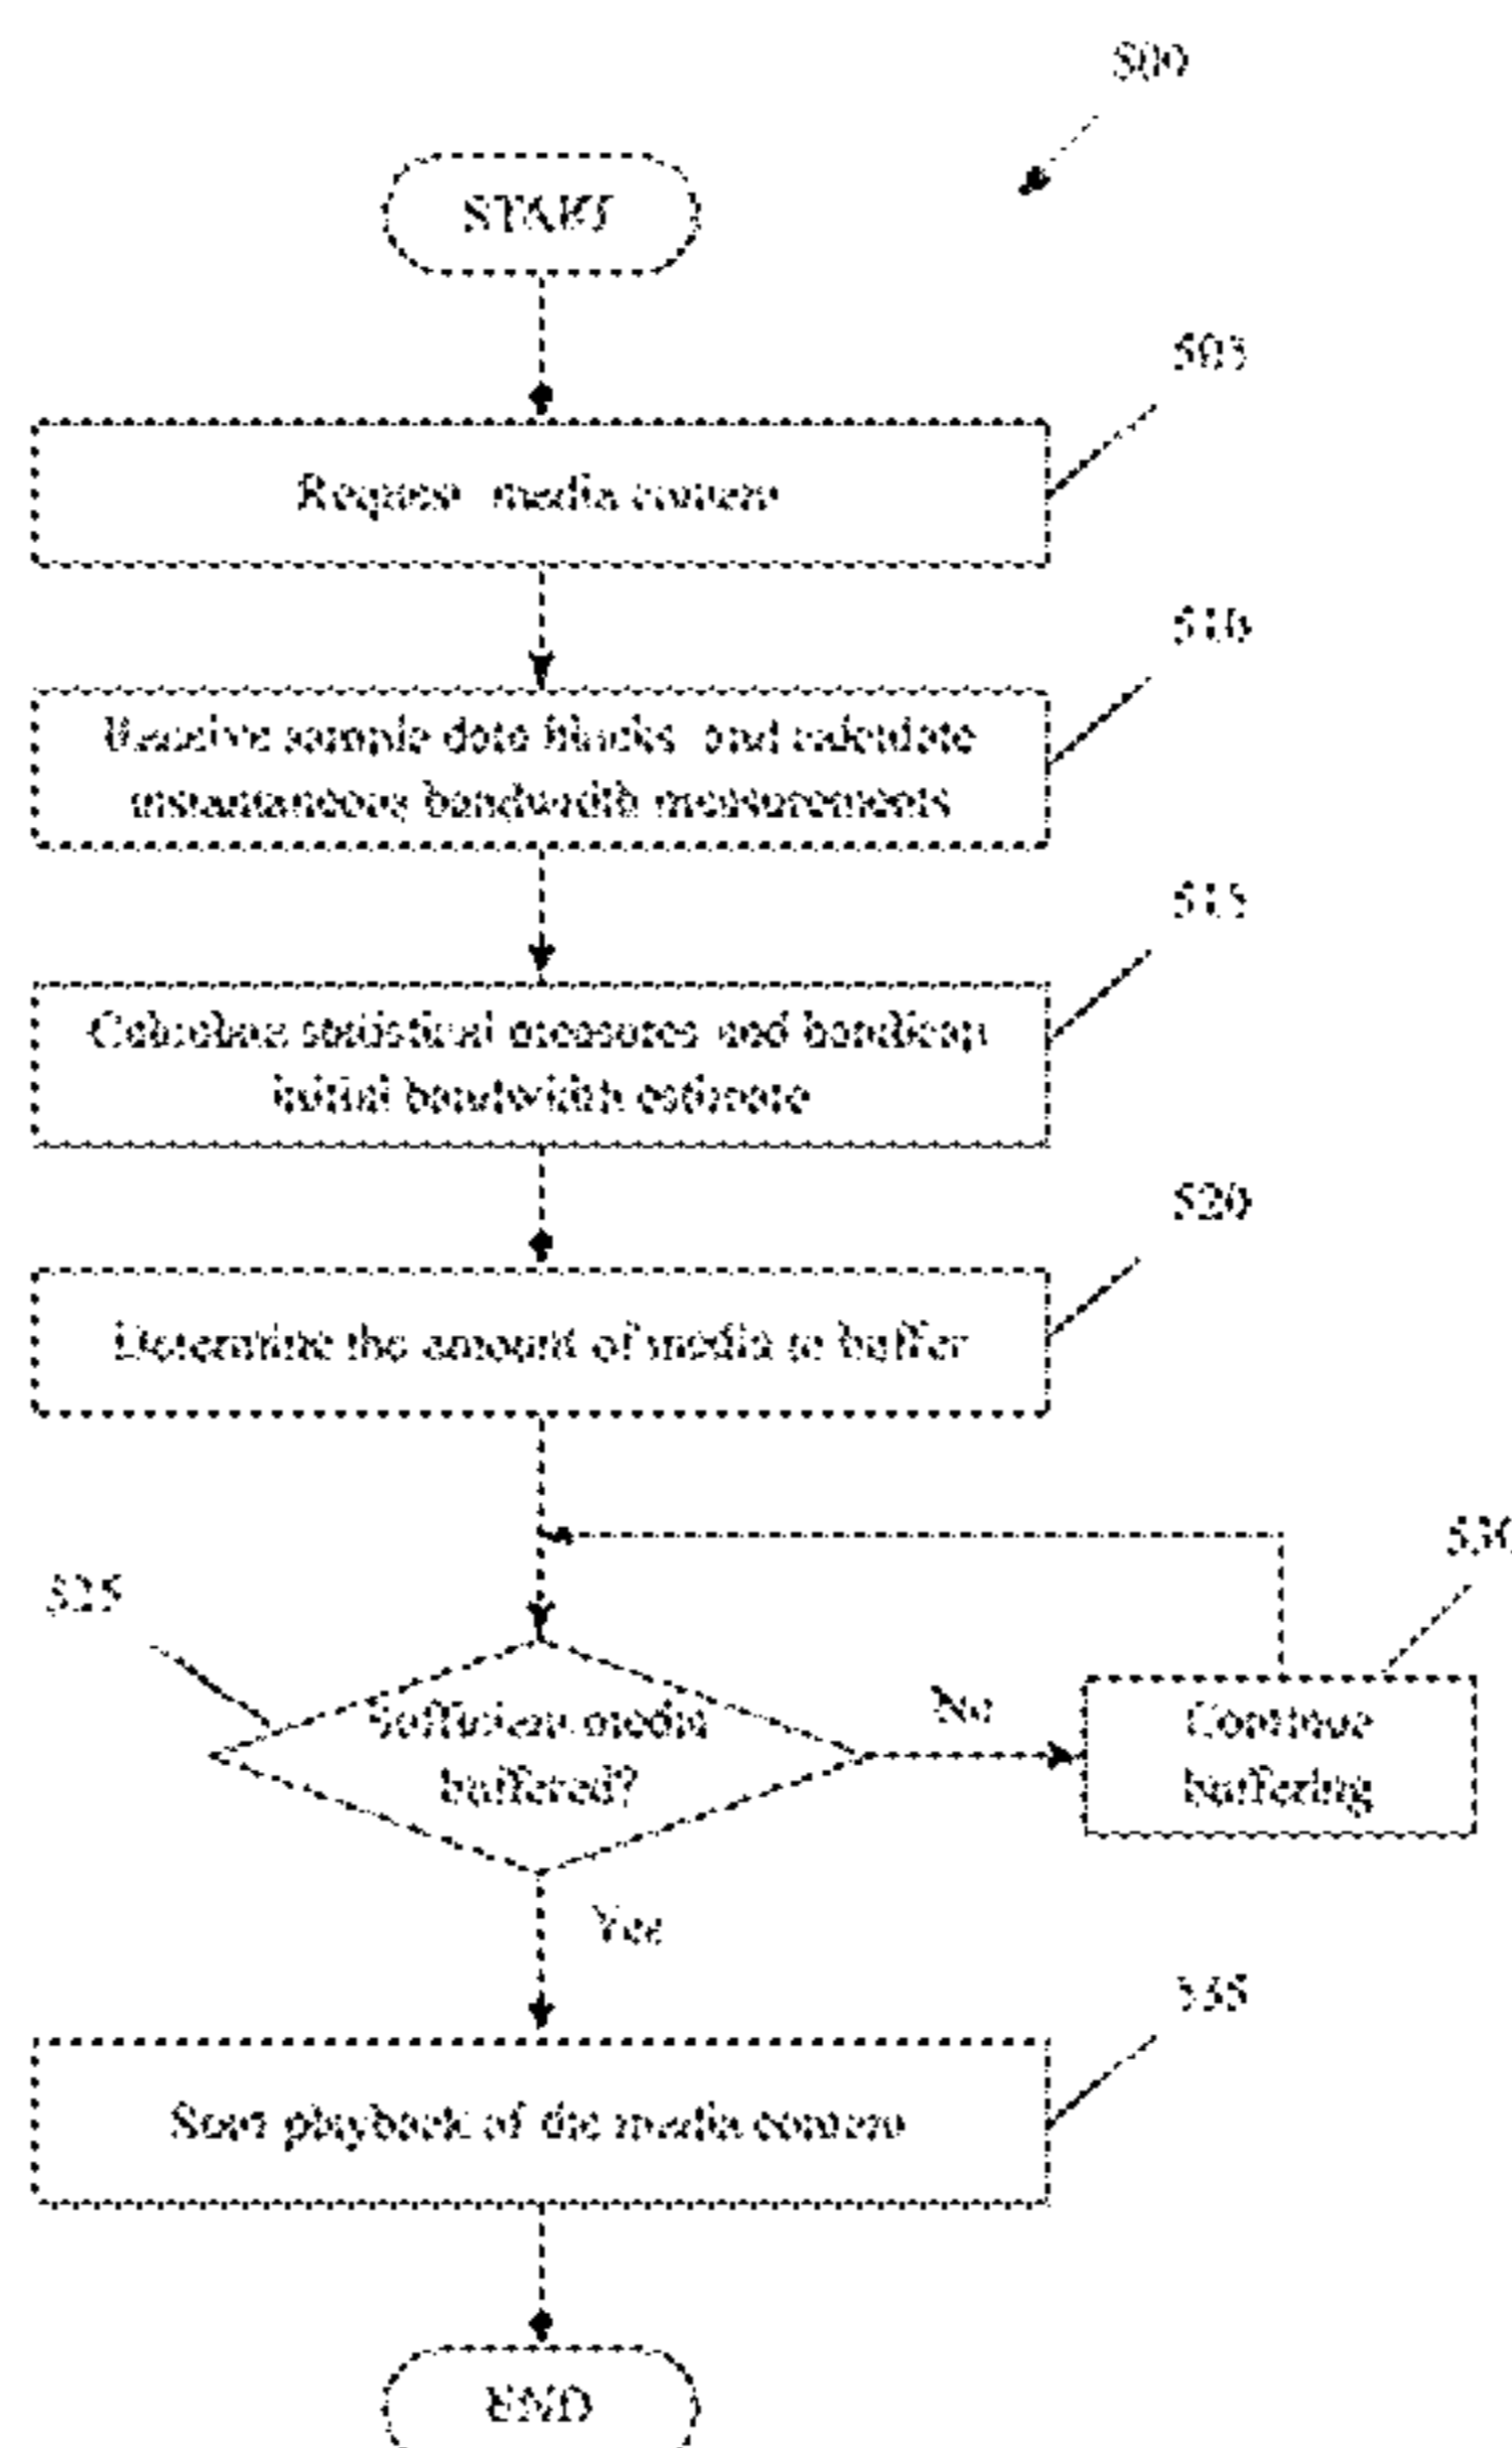 500
START
505
Request media content
510
Receive sample data blocks and calculate
instantaneous bandwidth measurements
515
Calculate statistical measures and handicap
initial bandwidth estimate
520
Determine the amount of media to buffer
530
525
Sufficient media
buffered?
No
Continue
buffering
Yes
535
Start playback of the media content
END